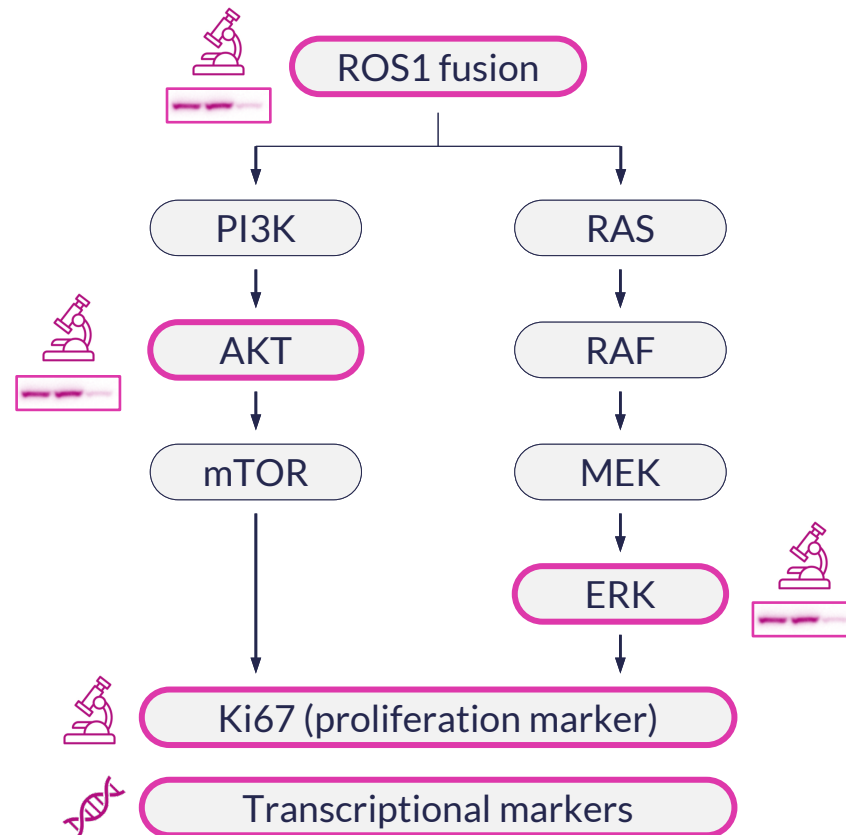 ROS1 fusion
PI3K
RAS
AKT
RAF
mTOR
MEK
ERK
Ki67 (proliferation marker)
Transcriptional markers